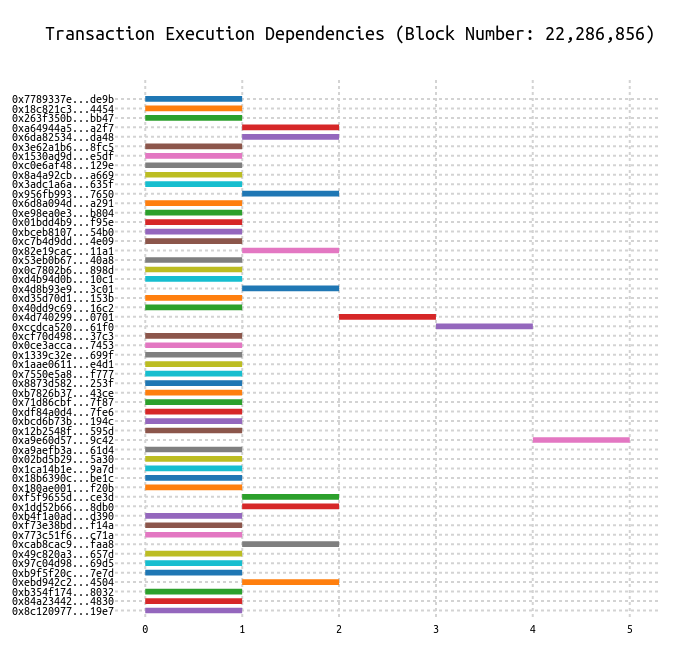 Transaction Execution Dependencies (Block Number: 22,286,856)
0x7789337e...de9b
0x18c821c3...4454
0x263f350b...bb47
0xa64944a5...a2f7
0x6da82534...da48
0x3e62a1b6...8fc5
0x1530ad9d...e5df
0xc0e6af48...129e
0x8a4a92cb...a669
0x3adc1a6a...635f
0x956fb993...7650
0x6d8a094d...a291
0xe98ea0e3...b804
0x01bdd4b9...f95e
0xbceb8107...54b0
0xc7b4d9dd...4e09
0x82e19cac...11a1
0x53eb0b67...40a8
0x0c7802b6...898d
0xd4b94d0b...10c1
0x4d8b93e9...3c01
0xd35d70d1...153b
0x40dd9c69...16c2
0x4d740299...0701
0xccdca520...61f0
0xcf70d498...37c3
0x0ce3acca...7453
0x1339c32e...699f
0x1aae0611...e4d1
0x7550e5a8...f777
0x8873d582...253f
0xb7826b37...43ce
0x71d86cbf...7f87
0xdf84a0d4...7fe6
0xbcd6b73b...194c
0x12b2548f...595d
0xa9e60d57...9c42
0xa9aefb3a...61d4
0x02bd5b29...5a30
0x1ca14b1e...9a7d
0x18b6390c...be1c
0x180ae001...f20b
0xf5f9655d...ce3d
0x1dd52b66...8db0
0xb4f1a0ad...d390
0xf73e38bd...f14a
0x773c51f6...c71a
0xcab8cac9...faa8
0x49c820a3...657d
0x97c04d98...69d5
0xb9f5f20c...7e7d
0xebd942c2...4504
0xb354f174...8032
0x84a23442...4830
0x8c120977...19e7
0 1 2 3 4 5